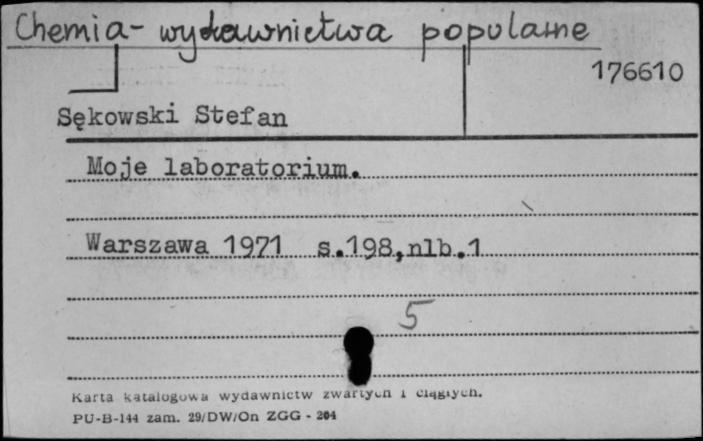 Chemia - wydawnictwa popularne
176610
Sękowski Stefan
Moje laboratorium.
Warszawa 1971 s.198,nlb.1
5
Karta katalogowa wydawnictw zwartych i ciągłych.
PU-B-144 zam. 29/DW/On ZGG - 204